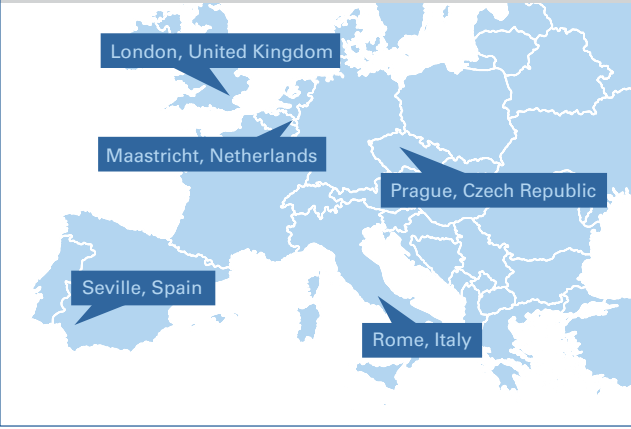 London, United Kingdom
Maastricht, Netherlands
Prague, Czech Republic
Seville, Spain
Rome, Italy